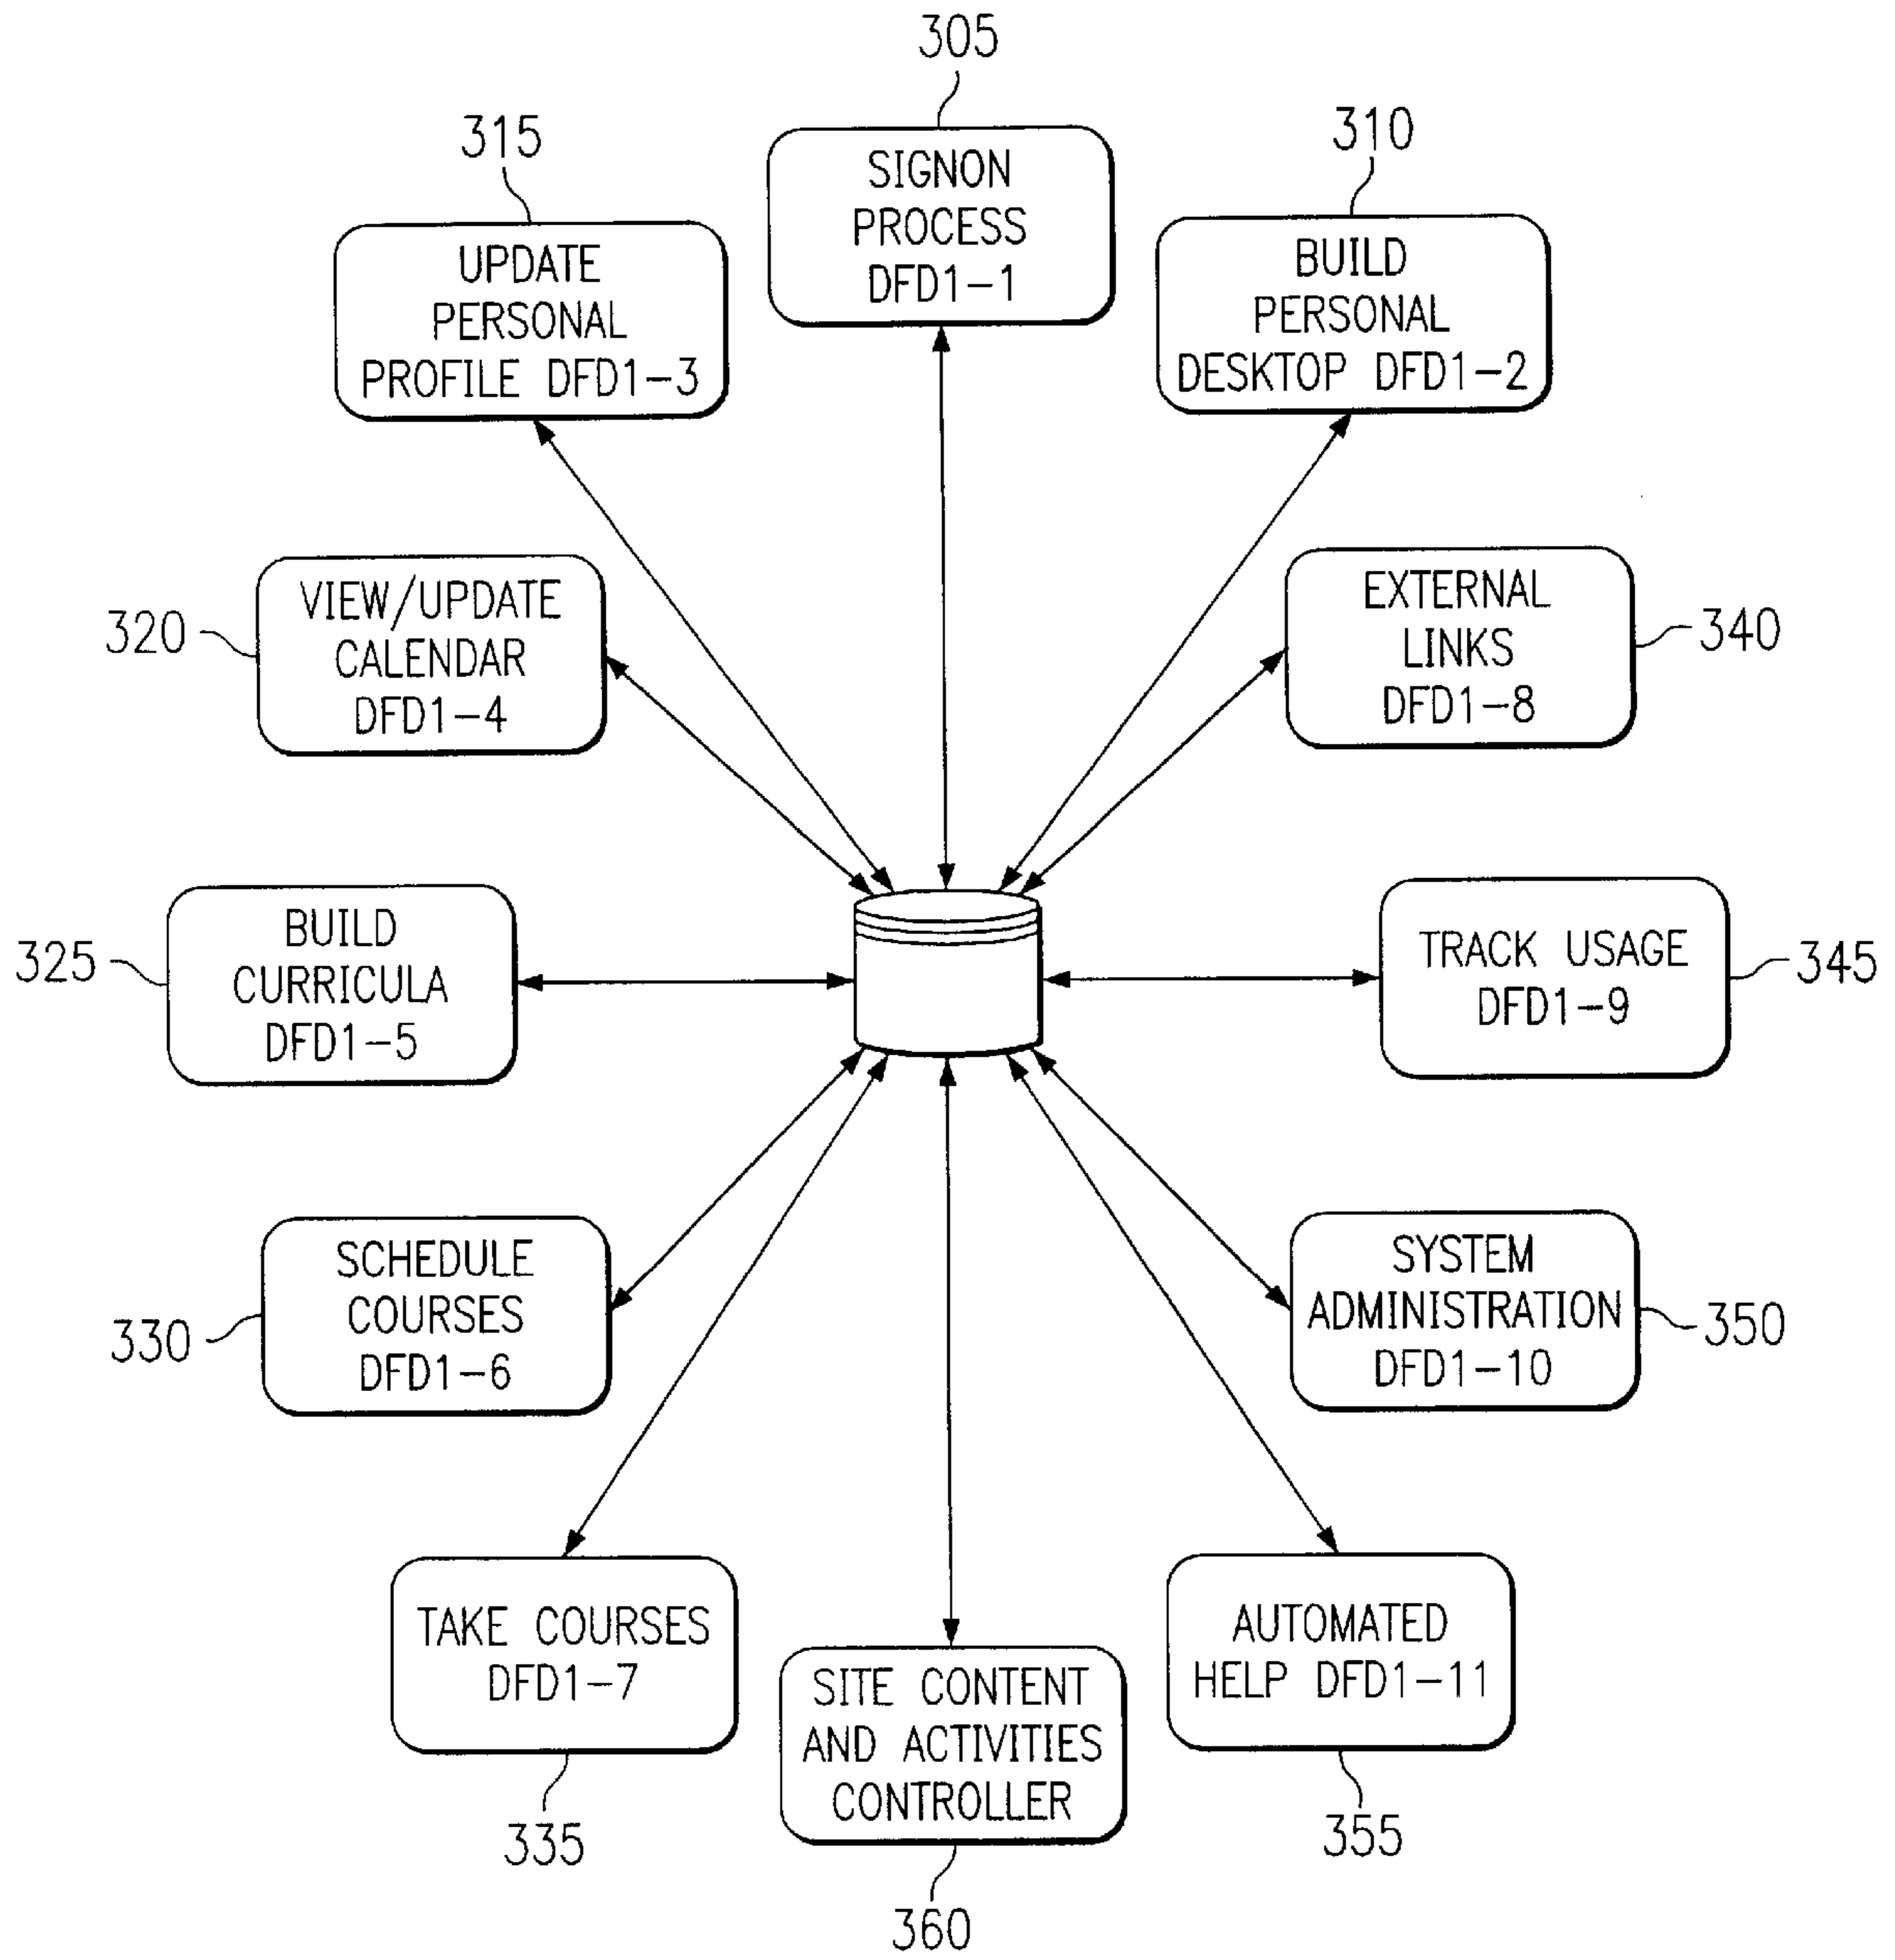 305
SIGNON
PROCESS
DFD1-1
315
UPDATE
PERSONAL
PROFILE DFD1-3
310
BUILD
PERSONAL
DESKTOP DFD1-2
320
VIEW/UPDATE
CALENDAR
DFD1-4
EXTERNAL
LINKS
DFD1-8
340
325
BUILD
CURRICULA
DFD1-5
TRACK USAGE
DFD1-9
345
330
SCHEDULE
COURSES
DFD1-6
SYSTEM
ADMINISTRATION
DFD1-10
350
TAKE COURSES
DFD1-7
335
SITE CONTENT
AND ACTIVITIES
CONTROLLER
360
AUTOMATED
HELP DFD1-11
355